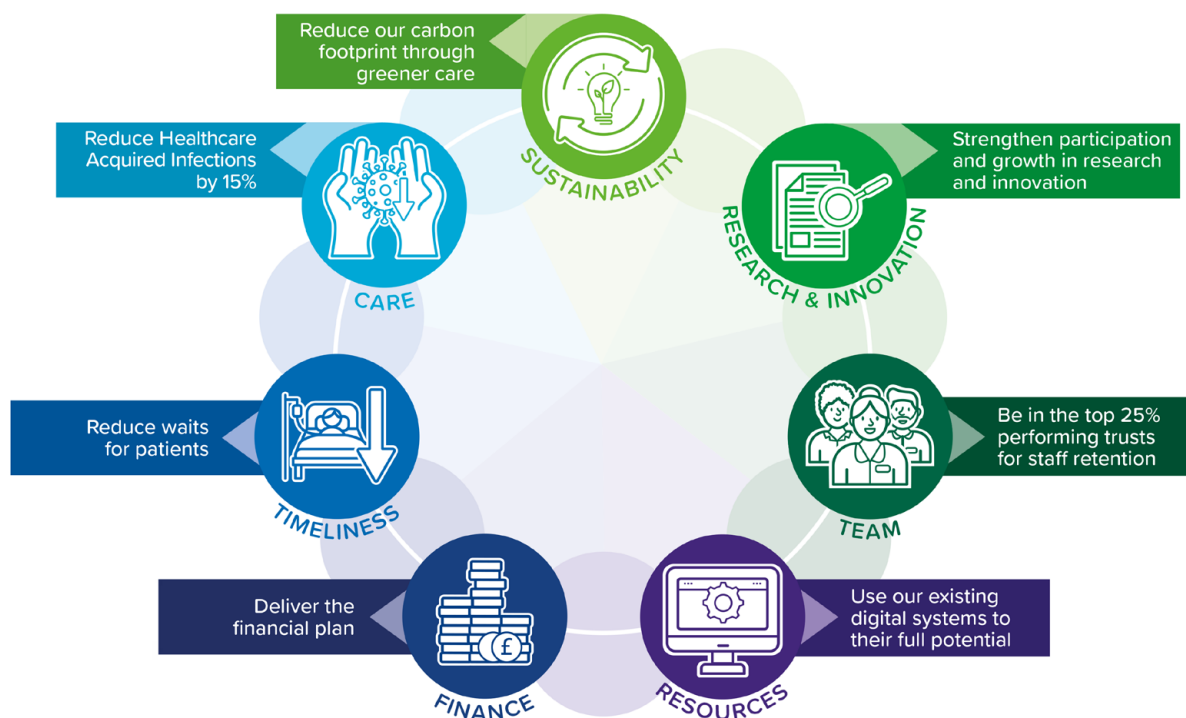 Reduce our carbon
footprint through
greener care
SUSTAINABILITY
Strengthen participation
and growth in research
and innovation
RESEARCH & INNOVATION
Be in the top 25%
performing trusts
for staff retention
TEAM
Use our existing
digital systems to
their full potential
RESOURCES
Deliver the
financial plan
£
FINANCE
Reduce waits
for patients
TIMELINESS
Reduce Healthcare
Acquired Infections
by 15%
CARE